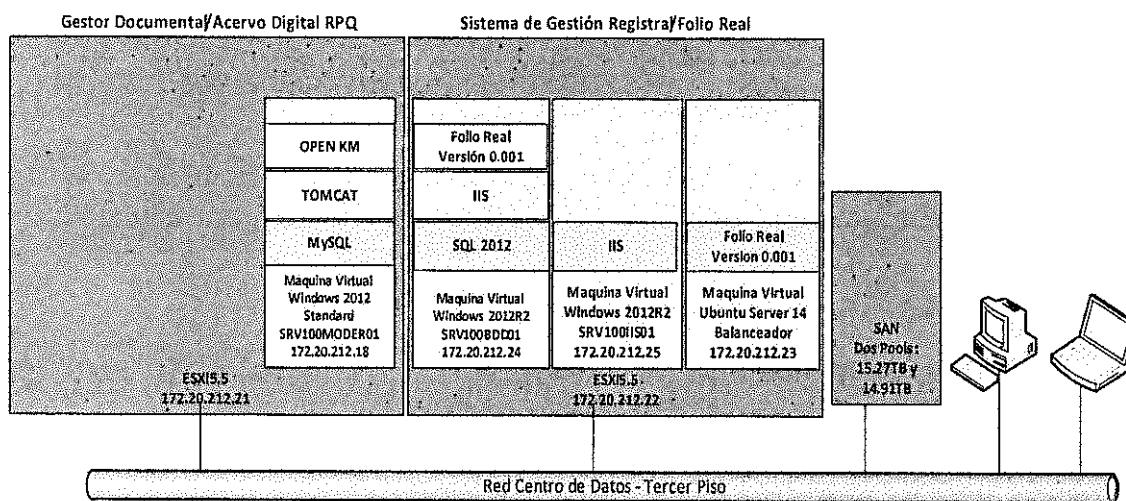 Gestor Documental/Acervo Digital RPQ
Sistema de Gestión Registral/Folio Real
OPEN KM
TOMCAT
MySQL
Maquina Virtual
Windows 2012
Standard
SRV100MODER01
172.20.212.18
ESXi5.5
172.20.212.21
Folio Real
Versión 0.001
IIS
SQL 2012
Maquina Virtual
Windows 2012R2
SRV100BDD01
172.20.212.24
IIS
Maquina Virtual
Windows 2012R2
SRV100IIS01
172.20.212.25
Folio Real
Version 0.001
Maquina Virtual
Ubuntu Server 14
Balanceador
172.20.212.23
ESXi5.5
172.20.212.22
SAN
Dos Pools:
15.27TB y
14.91TB
Red Centro de Datos - Tercer Piso